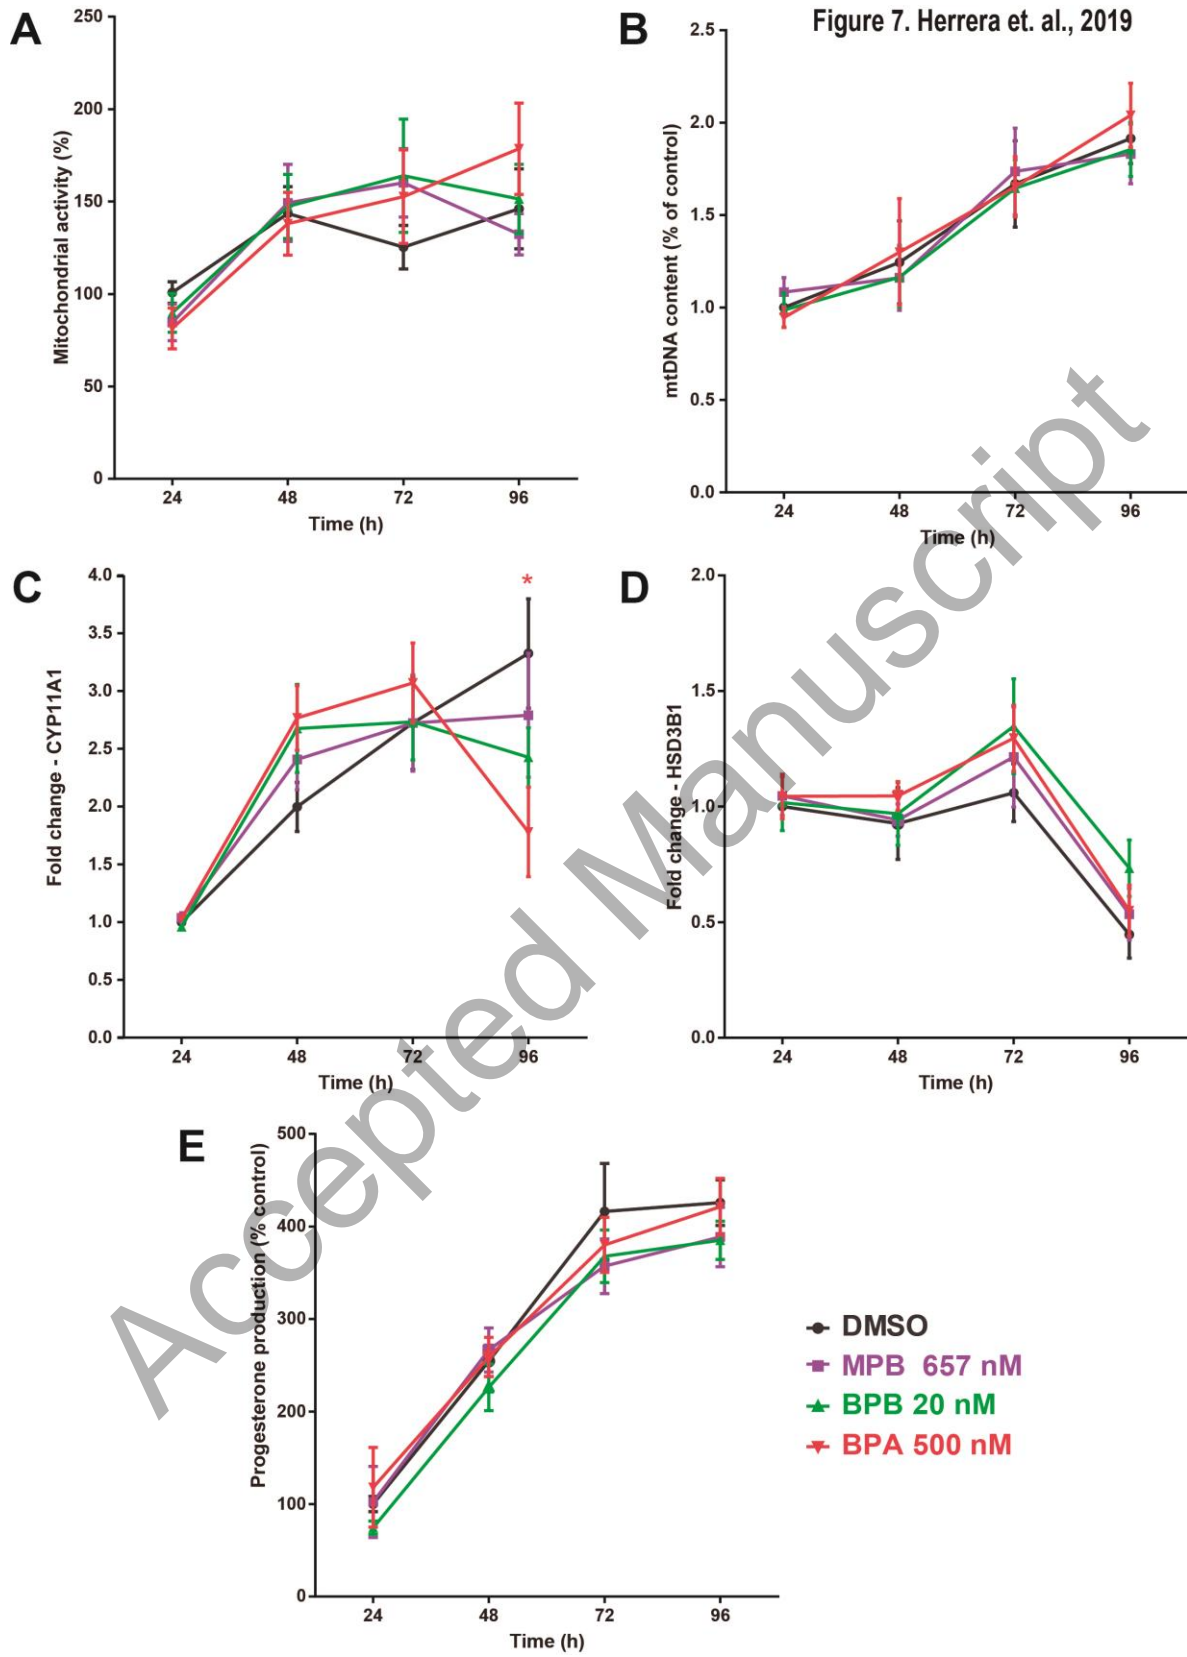 Figure 7. Herrera et. al., 2019
A
250
200
150
100
50
0
Mitochondrial activity (%)
24 48 72 96
Time (h)
B
2.5
2.0
1.5
1.0
0.5
0.0
mtDNA content (% of control)
24 48 72 96
Time (h)
C
4.0
3.5
3.0
2.5
2.0
1.5
1.0
0.5
0.0
Fold change - CYP11A1
*
24 48 72 96
Time (h)
D
2.0
1.5
1.0
0.5
0.0
Fold change - HSD3B1
24 48 72 96
Time (h)
E
500
400
300
200
100
0
Progesterone production (% control)
24 48 72 96
Time (h)
DMSO
MPB 657 nM
BPB 20 nM
BPA 500 nM
Accepted Manuscript